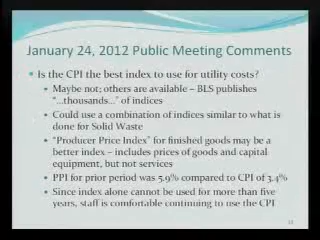 January 24, 2012 Public Meeting Comments
Is the CPI the best index to use for utility costs?
Maybe not; others are available – BLS publishes
"…thousands…" of indices
Could use a combination of indices similar to what is
done for Solid Waste
"Producer Price Index" for finished goods may be a
better index – includes prices of goods and capital
equipment, but not services
PPI for prior period was 5.9% compared to CPI of 3.4%
Since index alone cannot be used for more than five
years, staff is comfortable continuing to use the CPI